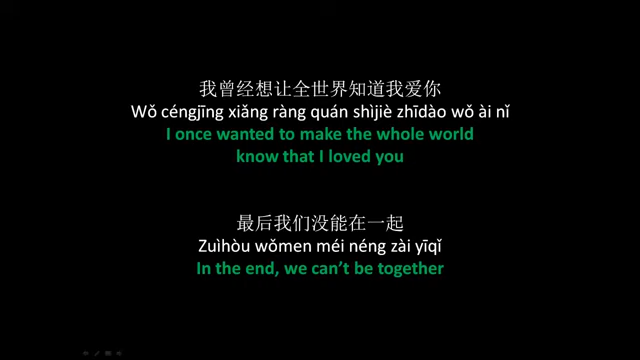 我曾经想让全世界知道我爱你
Wǒ céngjīng xiǎng ràng quán shìjiè zhīdào wǒ ài nǐ
I once wanted to make the whole world
know that I loved you
最后我们没能在一起
Zuìhòu wǒmen méi néng zài yīqǐ
In the end, we can’t be together